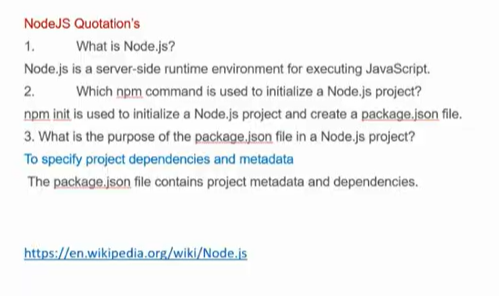 NodeJS Quotation's
1. What is Node.js?
Node.js is a server-side runtime environment for executing JavaScript.
2. Which npm command is used to initialize a Node.js project?
npm init is used to initialize a Node.js project and create a package.json file.
3. What is the purpose of the package.json file in a Node.js project?
To specify project dependencies and metadata
The package.json file contains project metadata and dependencies.
https://en.wikipedia.org/wiki/Node.js